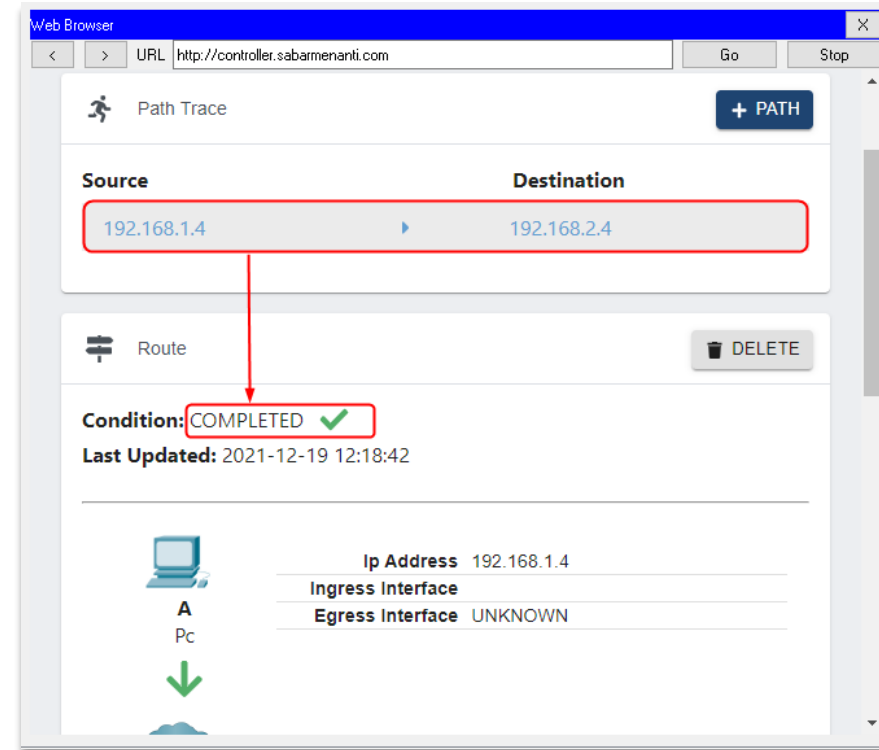 Web Browser X
< > URL http://controller.sabarmenanti.com Go Stop
Path Trace + PATH
Source Destination
192.168.1.4 192.168.2.4
Route DELETE
Condition: COMPLETED
Last Updated: 2021-12-19 12:18:42
Ip Address 192.168.1.4
Ingress Interface
A Egress Interface UNKNOWN
Pc